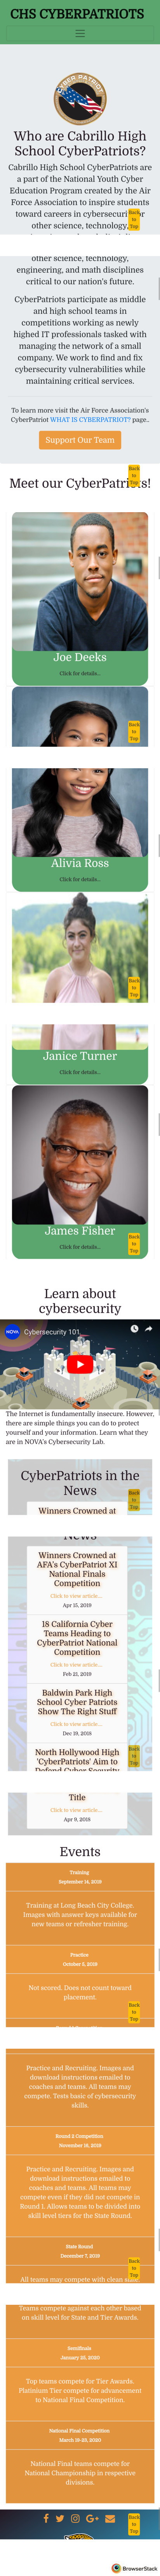 CHS CYBERPATRIOTS
CYBER PATRIOT
Who are Cabrillo High
School CyberPatriots?
Cabrillo High School CyberPatriots are
a part of the National Youth Cyber
Education Program created by the Air
Force Association to inspire students
toward careers in cybersecurity or
other science, technology,
Back
to
Top
other science, technology,
engineering, and math disciplines
critical to our nation's future.
CyberPatriots participate as middle
and high school teams in
competitions working as newly
hired IT professionals tasked with
managing the network of a small
company. We work to find and fix
cybersecurity vulnerabilities while
maintaining critical services.
To learn more visit the Air Force Association's
CyberPatriot WHAT IS CYBERPATRIOT? page..
Support Our Team
Back
to
Top
Meet our CyberPatriots!
Joe Deeks
Click for details...
Back
to
Top
Alivia Ross
Click for details...
Back
to
Top
Janice Turner
Click for details...
James Fisher
Click for details...
Back
to
Top
Learn about
cybersecurity
NOVA
Cybersecurity 101
The Internet is fundamentally insecure. However,
there are simple things you can do to protect
yourself and your information. Learn what they
are in NOVA's Cybersecurity Lab.
CyberPatriots in the
News
Winners Crowned at
Back
to
Top
News
Winners Crowned at
AFA's CyberPatriot XI
National Finals
Competition
Click to view article....
Apr 15, 2019
18 California Cyber
Teams Heading to
CyberPatriot National
Competition
Click to view article....
Feb 21, 2019
Baldwin Park High
School Cyber Patriots
Show The Right Stuff
Click to view article....
Dec 19, 2018
North Hollywood High
'CyberPatriots' Aim to
Defend Cyber Security
Back
to
Top
Title
Click to view article....
Apr 9, 2019
Events
Training
September 14, 2019
Training at Long Beach City College.
Images with answer keys available for
new teams or refresher training.
Practice
October 2, 2019
Not scored. Does not count toward
placement.
Back
to
Top
Practice and Recruiting. Images and
download instructions emailed to
coaches and teams. All teams may
compete. Tests basic of cybersecurity
skills.
Round 2 Competition
November 16, 2019
Practice and Recruiting. Images and
download instructions emailed to
coaches and teams. All teams may
compete even if they did not compete in
Round 1. Allows teams to be divided into
skill level tiers for the State Round.
State Round
December 7, 2019
All teams may compete with clean
Back
to
Top
Teams compete against each other based
on skill level for State and Tier Awards.
Semifinals
January 25, 2020
Top teams compete for Tier Awards.
Platinum Tier compete for advancement
to National Final Competition.
National Final Competition
March 19-23, 2020
National Final teams compete for
National Championship in respective
divisions.
Back
to
Top
BrowserStack